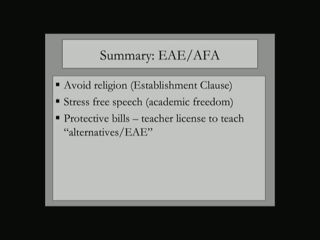 Summary: EAE/AFA
▪ Avoid religion (Establishment Clause)
▪ Stress free speech (academic freedom)
▪ Protective bills – teacher license to teach
“alternatives/EAE”